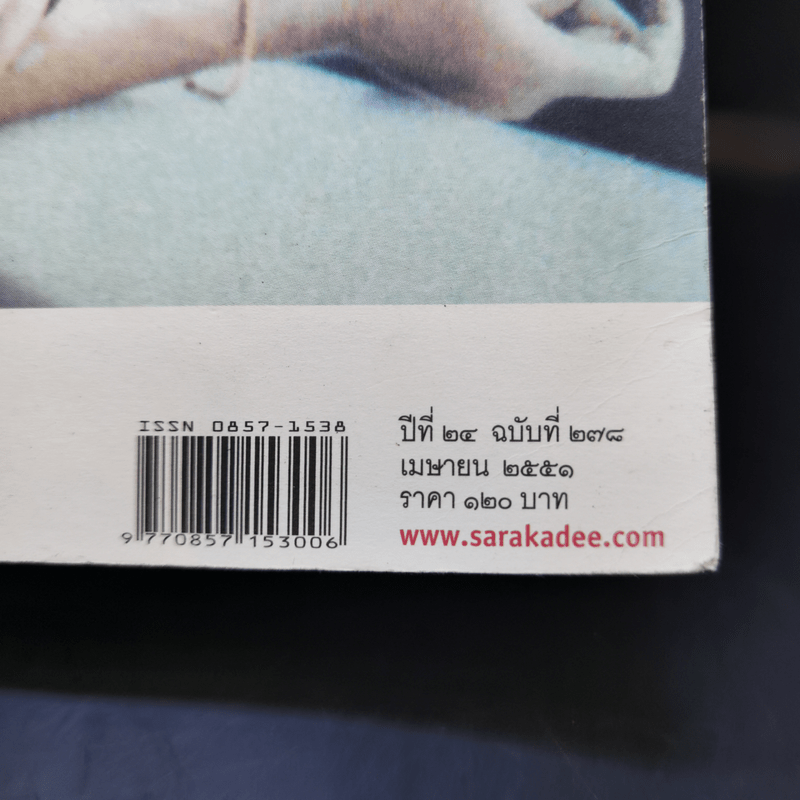 ISSN 0857-1538
9 770857 153006
ปีที่ ๒๔ ฉบับที่ ๒๗๘
เมษายน ๒๕๕๑
ราคา ๑๒๐ บาท
www.sarakadee.com